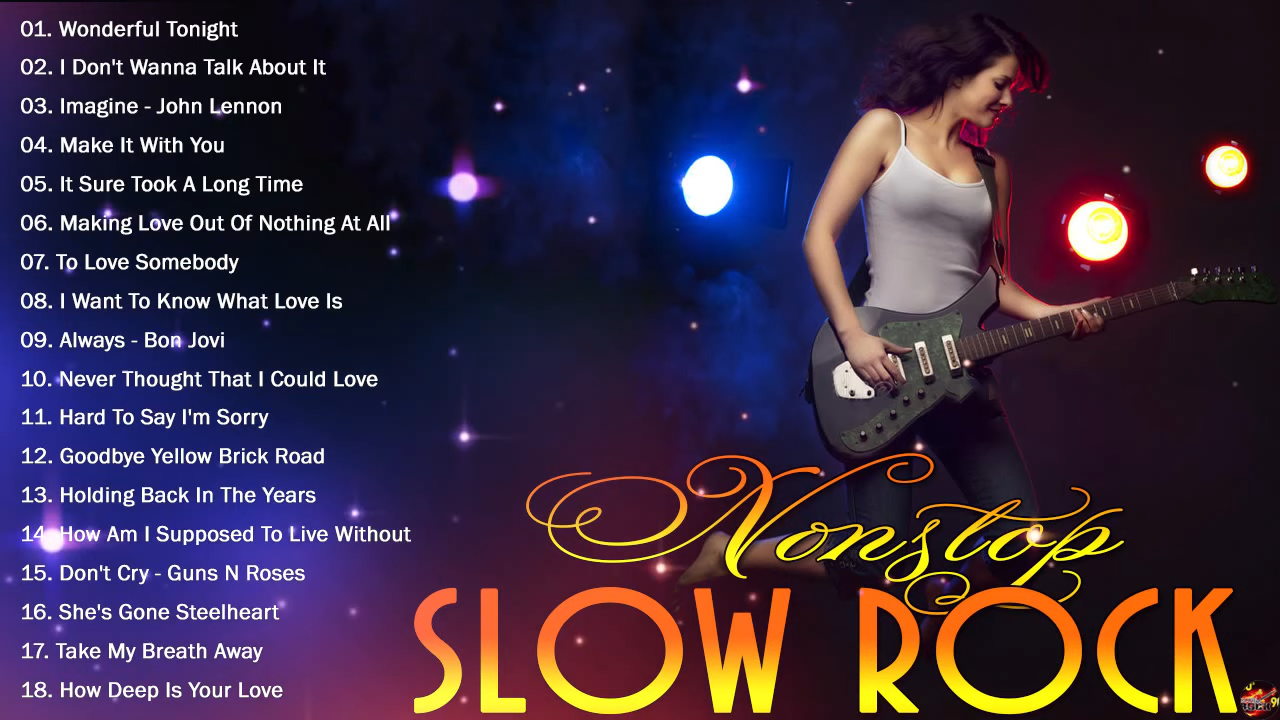 01. Wonderful Tonight
02. I Don't Wanna Talk About It
03. Imagine - John Lennon
04. Make It With You
05. It Sure Took A Long Time
06. Making Love Out Of Nothing At All
07. To Love Somebody
08. I Want To Know What Love Is
09. Always - Bon Jovi
10. Never Thought That I Could Love
11. Hard To Say I'm Sorry
12. Goodbye Yellow Brick Road
13. Holding Back In The Years
14. How Am I Supposed To Live Without
15. Don't Cry - Guns N Roses
16. She's Gone Steelheart
17. Take My Breath Away
18. How Deep Is Your Love
Nonstop
SLOW ROCK